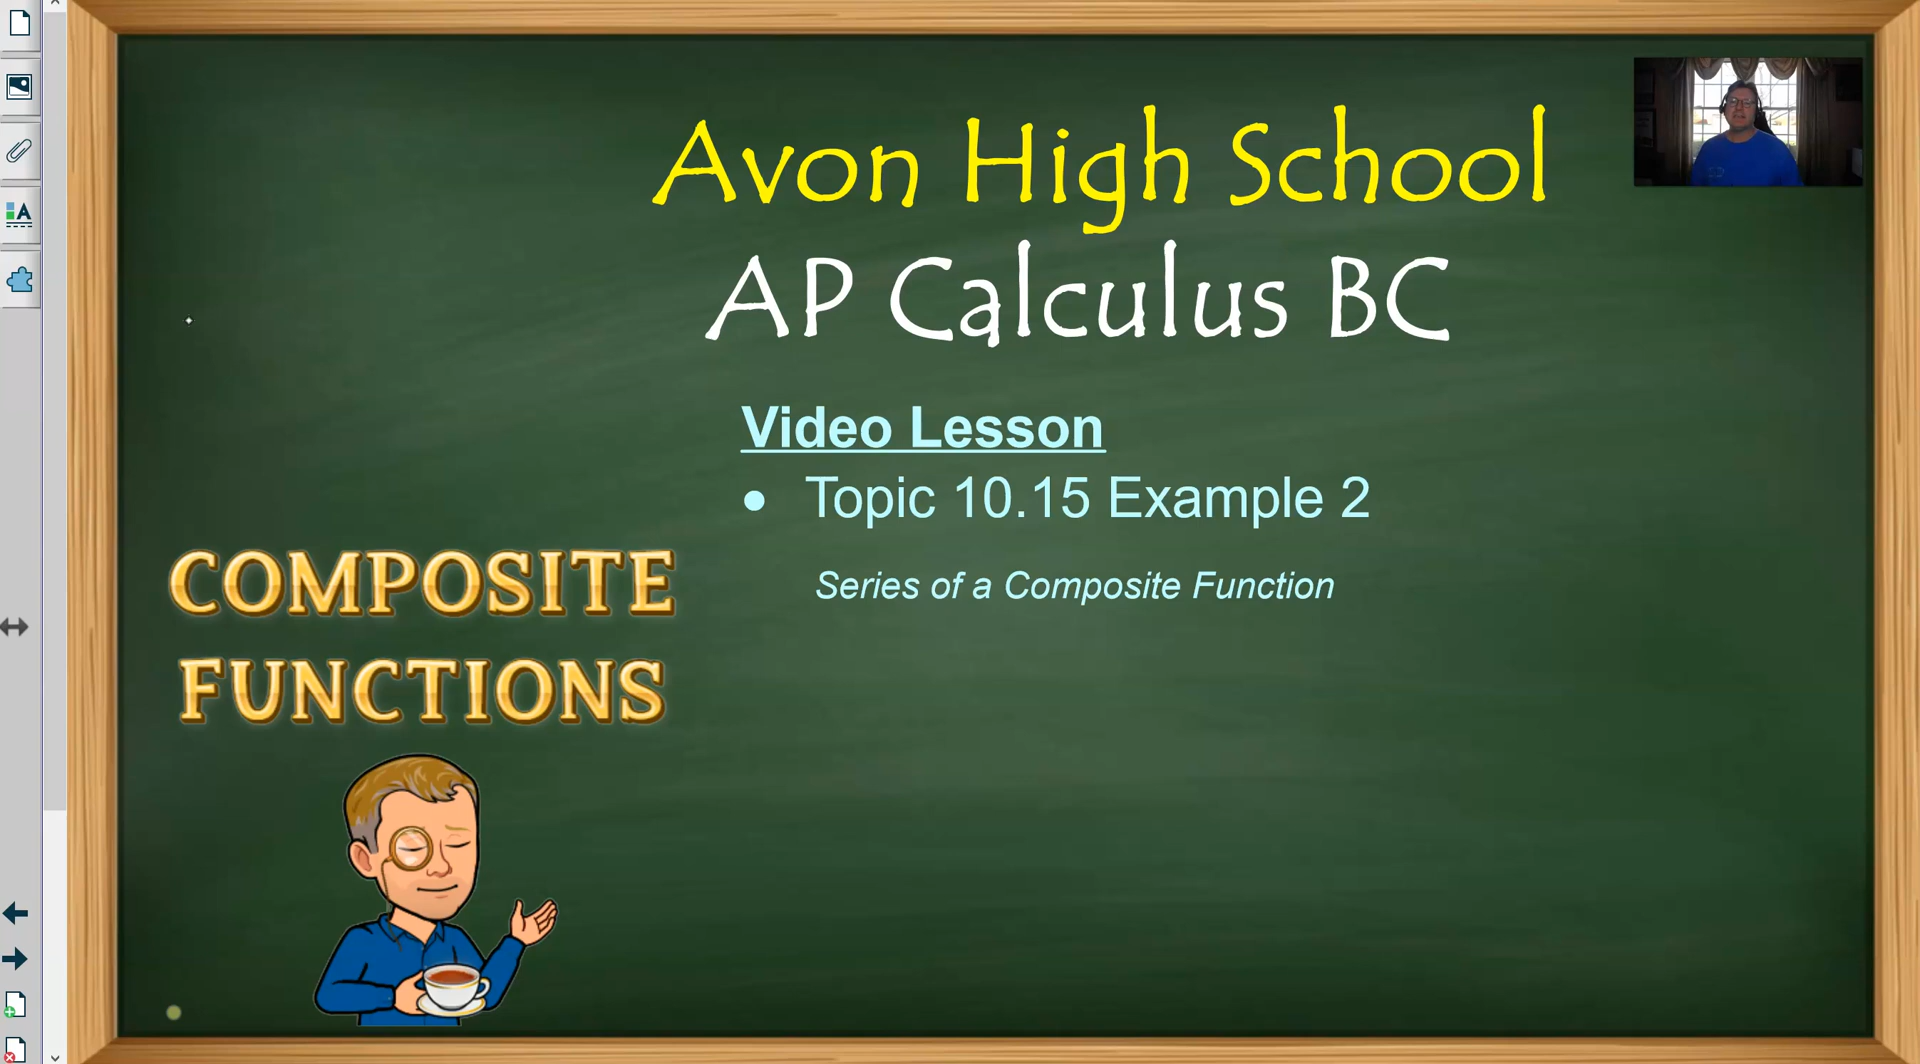 Avon High School
AP Calculus BC
Video Lesson
• Topic 10.15 Example 2
Series of a Composite Function
COMPOSITE
FUNCTIONS